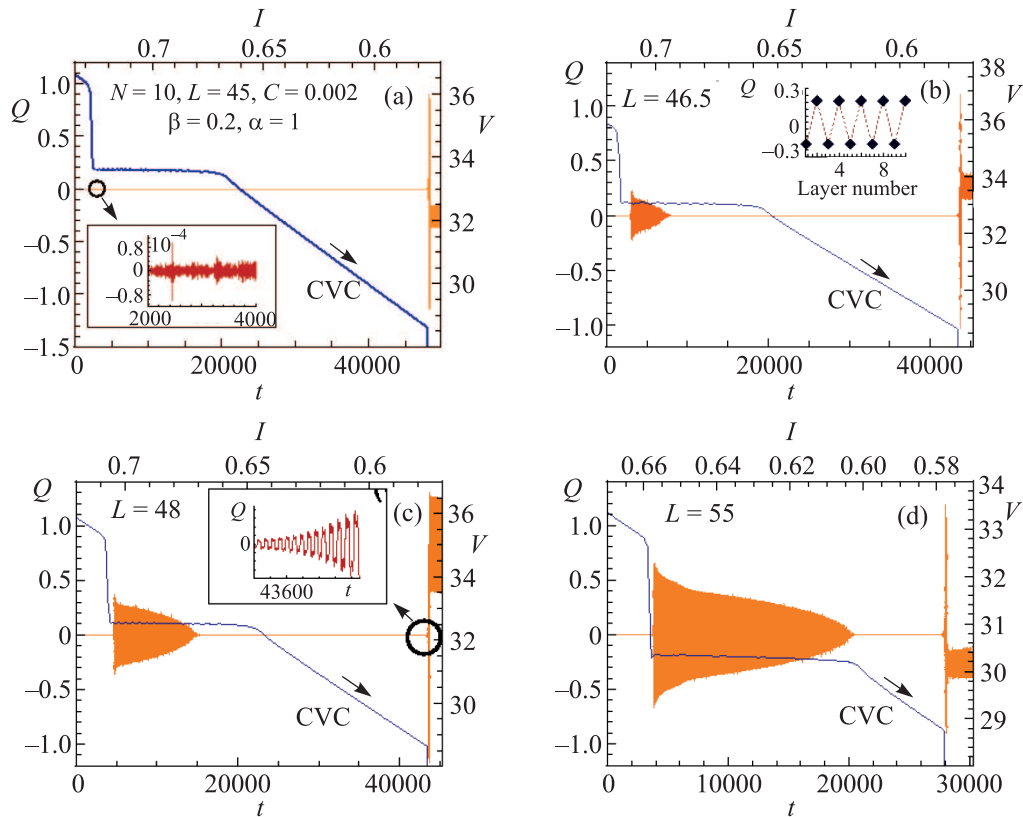 I
0.7 0.65 0.6
Q
1.0
0.5
0
–0.5
–1.0
–1.5
N = 10, L = 45, C = 0.002
β = 0.2, α = 1
(a)
36
V
34
32
30
0.8 10⁻⁴
0
–0.8
2000 4000
CVC
0 20000 40000
t
I
0.7 0.65 0.6
Q
1.0
0.5
0
–0.5
–1.0
L = 46.5
Q
0.3
0
–0.3
4 8
Layer number
(b)
38
V
36
34
32
30
CVC
0 20000 40000
t
I
0.7 0.65 0.6
Q
1.0
0.5
0
–0.5
–1.0
L = 48
Q
0
43600 t
(c)
36
V
34
32
30
CVC
0 20000 40000
t
I
0.66 0.64 0.62 0.60 0.58
Q
1.0
0.5
0
–0.5
–1.0
L = 55
(d)
34
V
33
32
31
30
29
CVC
0 10000 20000 30000
t